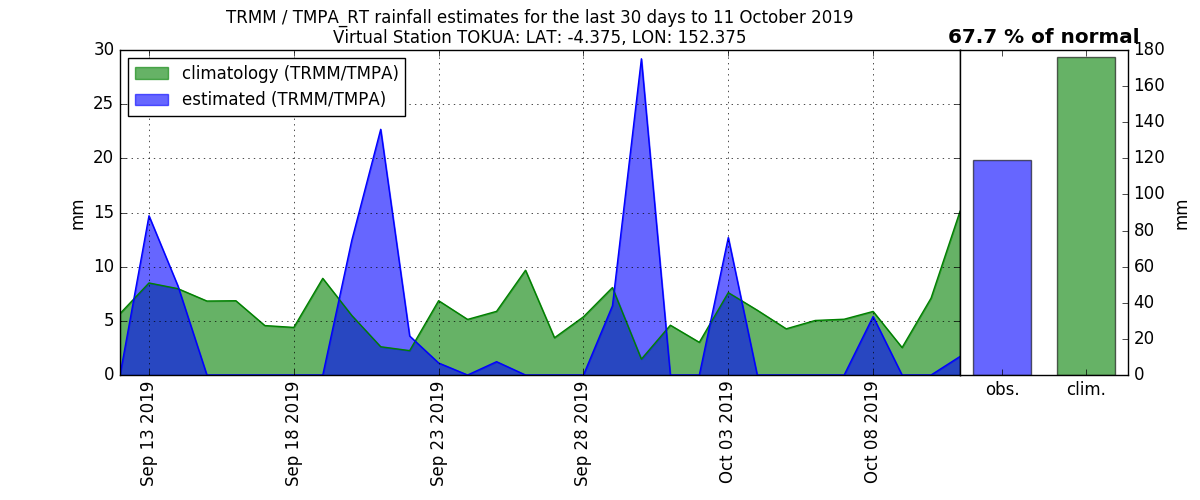 TRMM / TMPA_RT rainfall estimates for the last 30 days to 11 October 2019
Virtual Station TOKUA: LAT: -4.375, LON: 152.375
67.7 % of normal
climatology (TRMM/TMPA)
estimated (TRMM/TMPA)
mm
30
25
20
15
10
5
0
Sep 13 2019
Sep 18 2019
Sep 23 2019
Sep 28 2019
Oct 03 2019
Oct 08 2019
obs.
clim.
180
160
140
120
100
80
60
40
20
0
mm